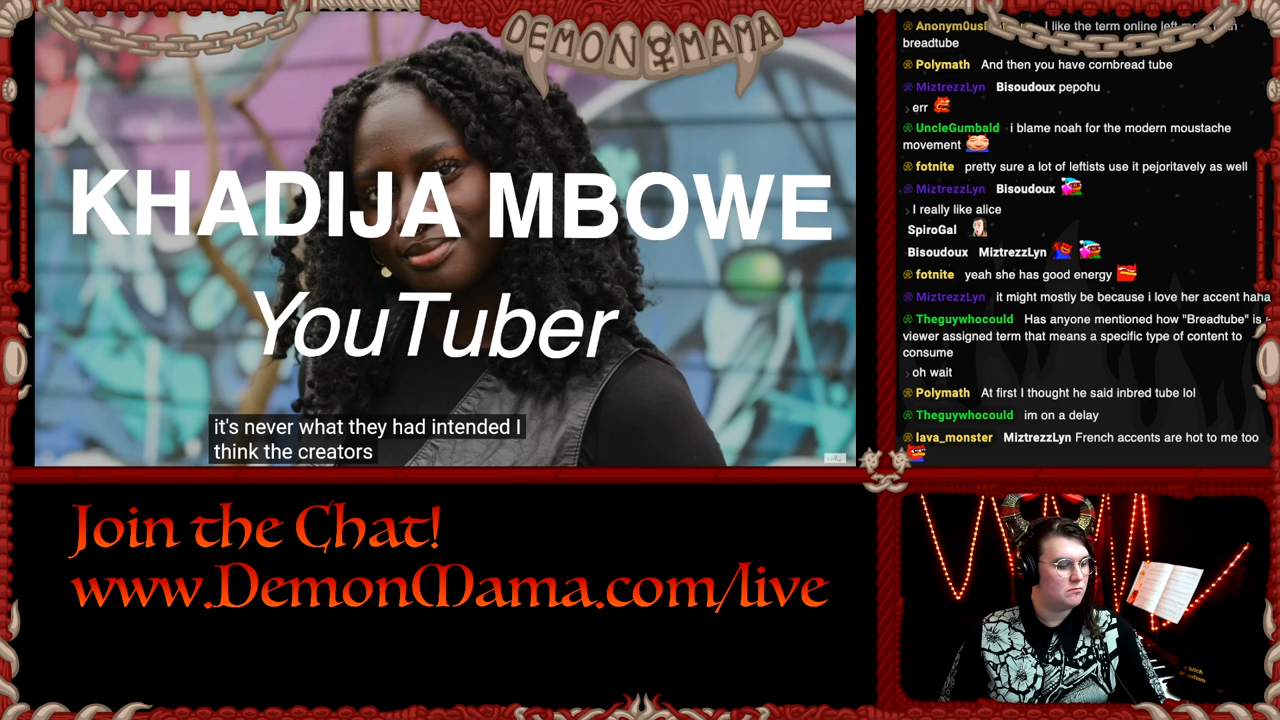 DEMON MAMA
KHADIJA MBOWE
YouTuber
it's never what they had intended I
think the creators
I like the term online left
breadtube
Polymath And then you have cornbread tube
MiztrezzLyn Bisoudoux pepohu
err
UncleGumbald i blame noah for the modern moustache
movement
fotnite pretty sure a lot of leftists use it pejoritavely as well
MiztrezzLyn Bisoudoux
I really like alice
SpiroGal
Bisoudoux MiztrezzLyn
fotnite yeah she has good energy
MiztrezzLyn it might mostly be because i love her accent haha
Theguywhocould Has anyone mentioned how "Breadtube" is
viewer assigned term that means a specific type of content to
consume
oh wait
Polymath At first I thought he said inbred tube lol
Theguywhocould im on a delay
lava_monster MiztrezzLyn French accents are hot to me too
Join the Chat!
www.DemonMama.com/live